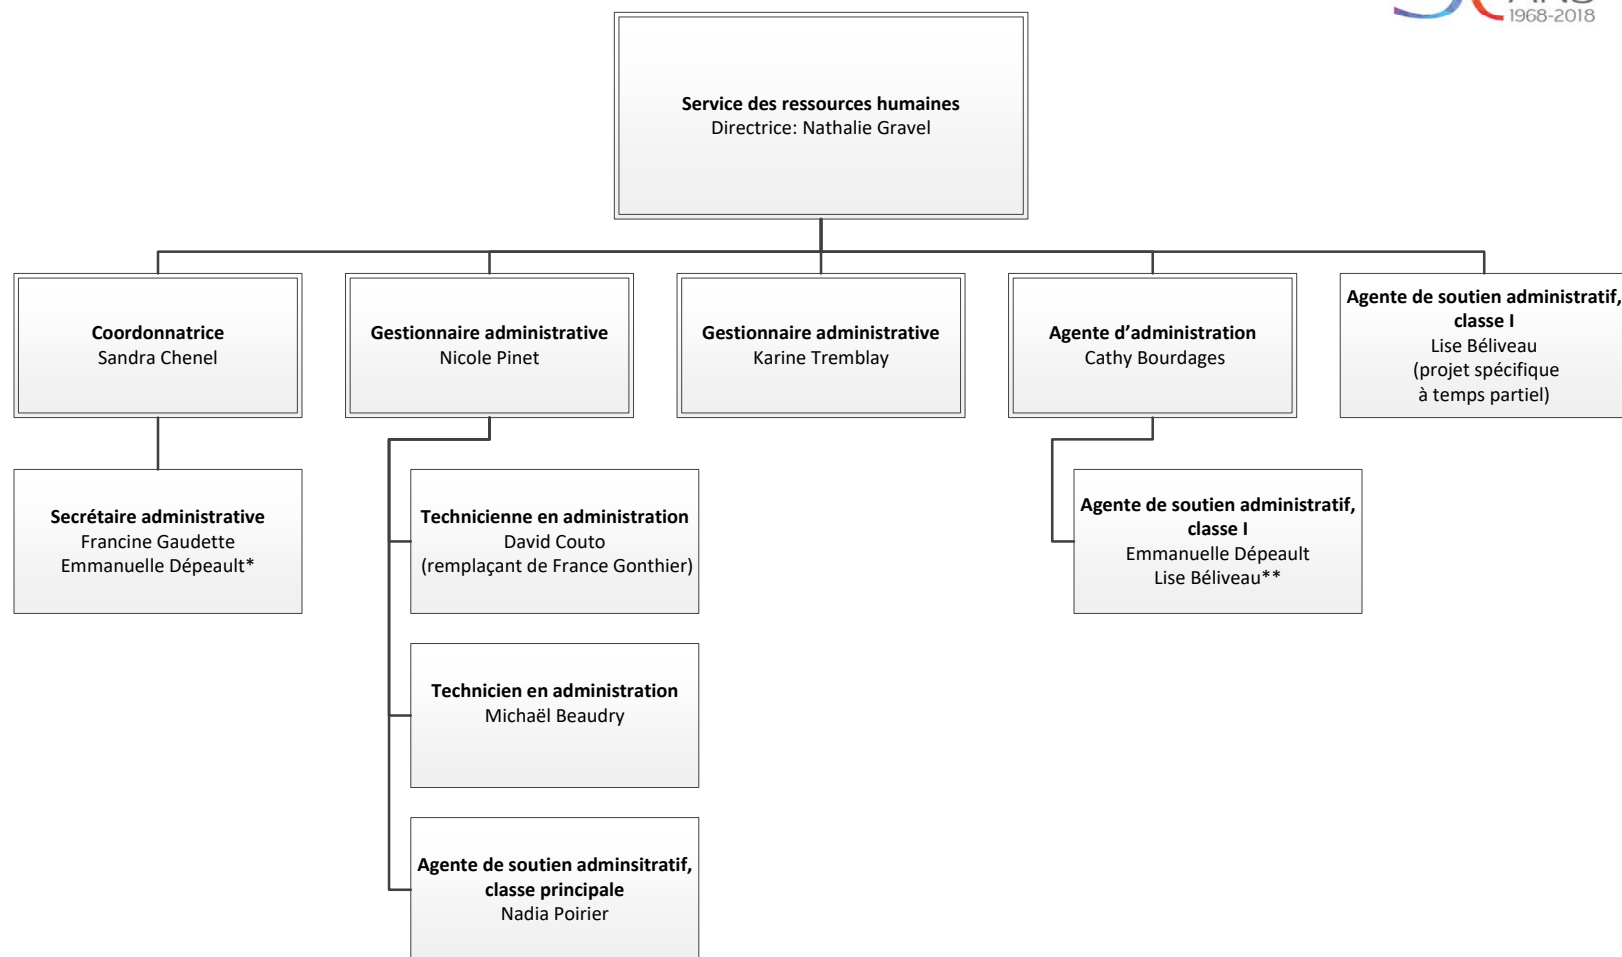 1968-2018
Service des ressources humaines
Directrice: Nathalie Gravel
Coordonnatrice
Sandra Chenel
Gestionnaire administrative
Nicole Pinet
Gestionnaire administrative
Karine Tremblay
Agente d’administration
Cathy Bourdages
Agente de soutien administratif,
classe I
Lise Béliveau
(projet spécifique
à temps partiel)
Secrétaire administrative
Francine Gaudette
Emmanuelle Dépeault*
Technicienne en administration
David Couto
(remplaçant de France Gonthier)
Agente de soutien administratif,
classe I
Emmanuelle Dépeault
Lise Béliveau**
Technicien en administration
Michaël Beaudry
Agente de soutien adminsitratif,
classe principale
Nadia Poirier